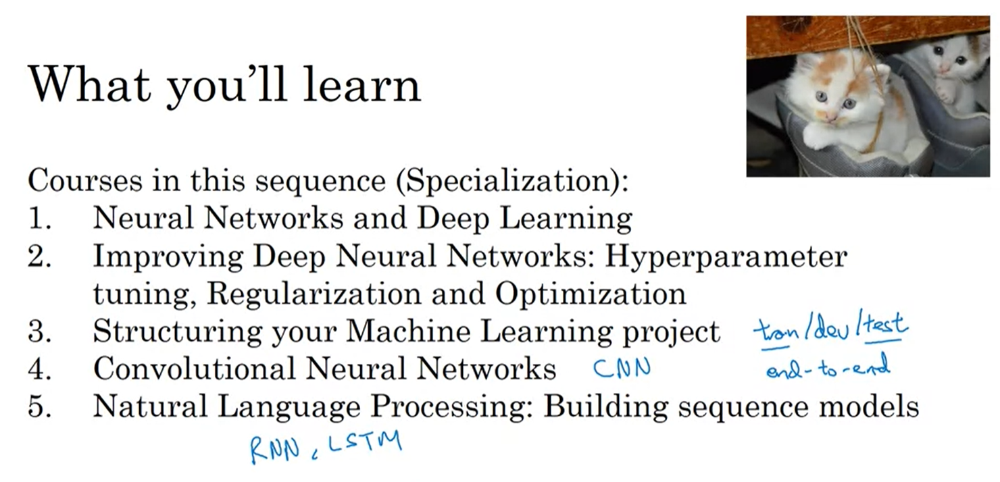 What you’ll learn
Courses in this sequence (Specialization):
1. Neural Networks and Deep Learning
2. Improving Deep Neural Networks: Hyperparameter
tuning, Regularization and Optimization
3. Structuring your Machine Learning project train/dev/test
4. Convolutional Neural Networks CNN end-to-end
5. Natural Language Processing: Building sequence models
RNN, LSTM